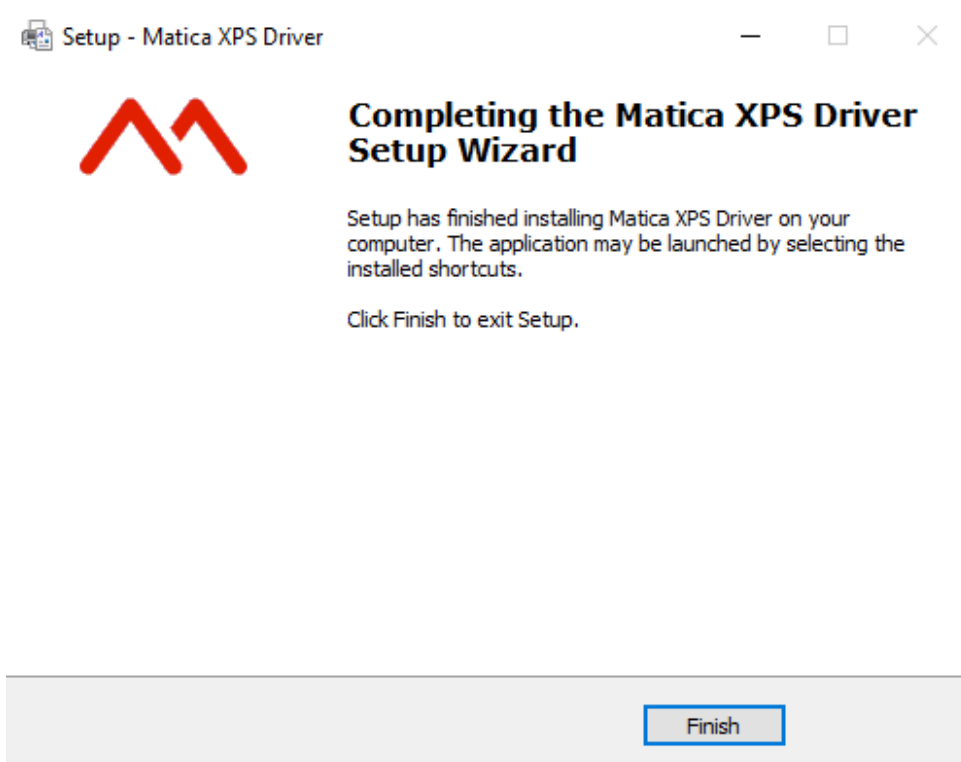 Setup - Matica XPS Driver
Completing the Matica XPS Driver
Setup Wizard
Setup has finished installing Matica XPS Driver on your
computer. The application may be launched by selecting the
installed shortcuts.
Click Finish to exit Setup.
Finish